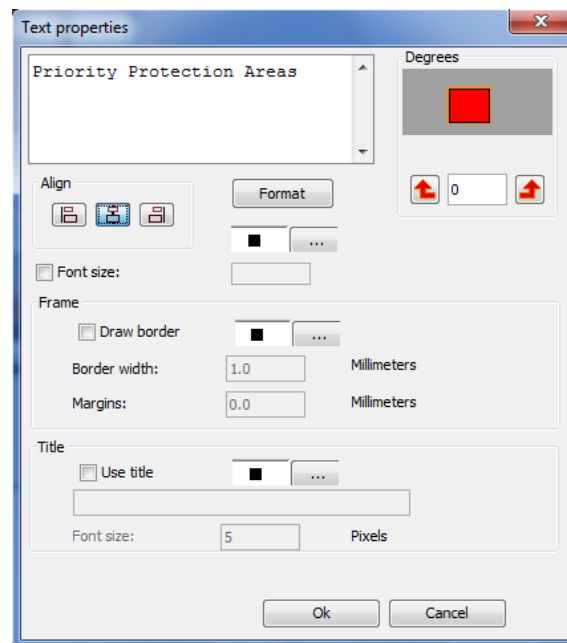 Text properties
Priority Protection Areas
Degrees
0
Align
Format
...
Font size:
Frame
Draw border
...
Border width:
1.0
Millimeters
Margins:
0.0
Millimeters
Title
Use title
...
Font size:
5
Pixels
Ok
Cancel